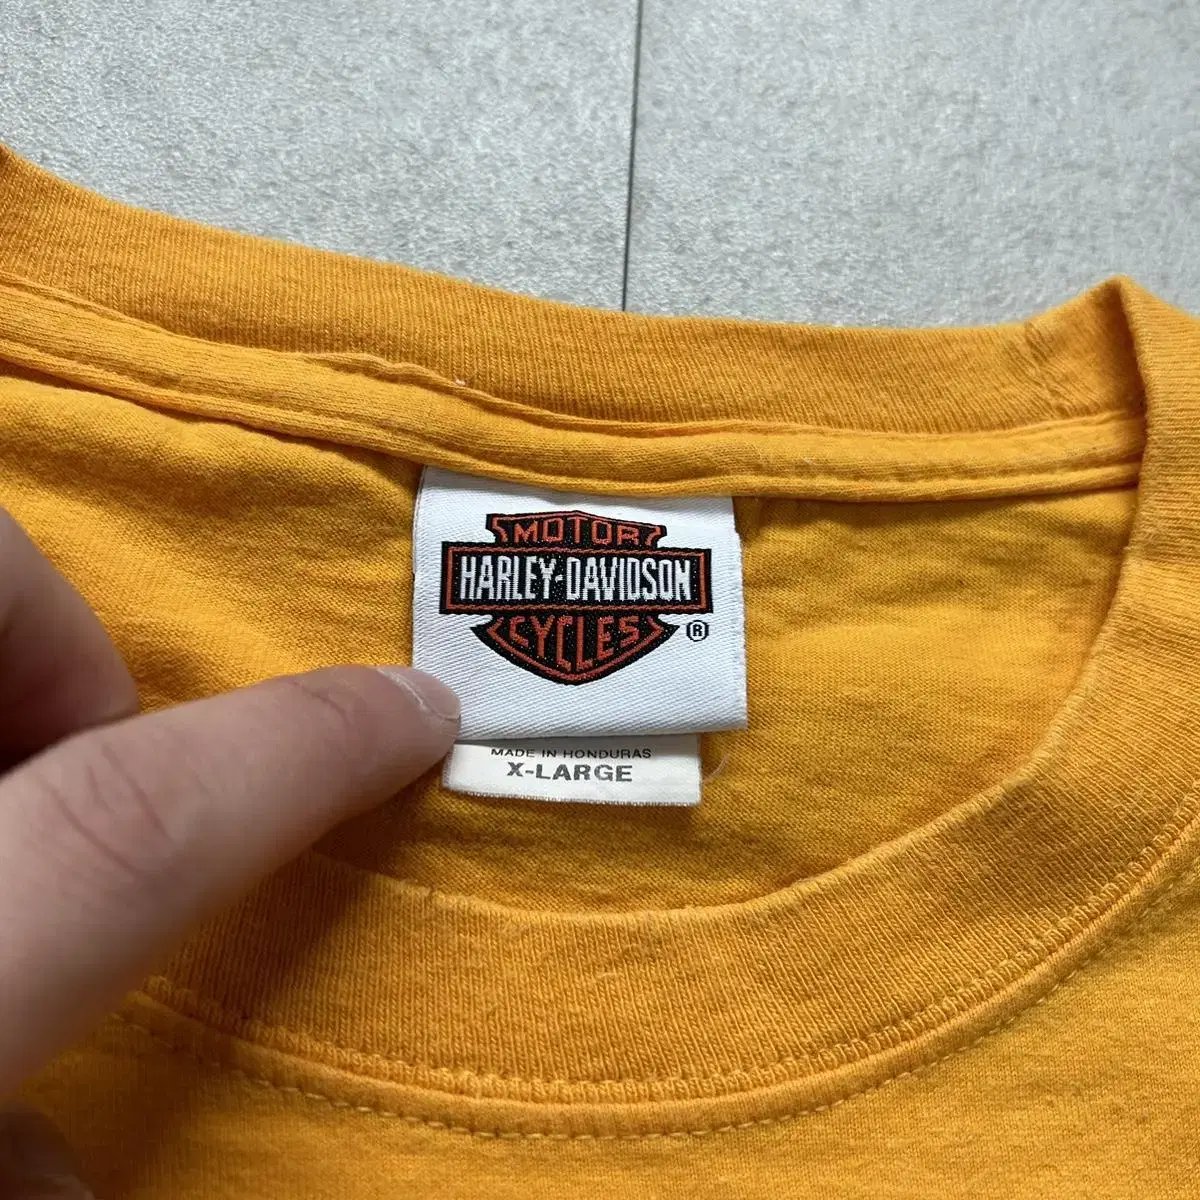 MOTOR
HARLEY-DAVIDSON
CYCLES ®
MADE IN HONDURAS
X-LARGE